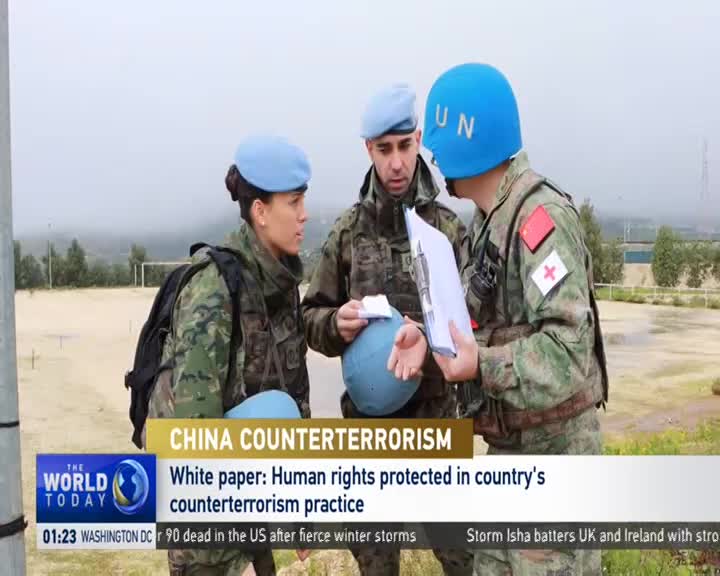 UN
CHINA COUNTERTERRORISM
THE
WORLD
TODAY
White paper: Human rights protected in country's
counterterrorism practice
01:23 WASHINGTON DC
r 90 dead in the US after fierce winter storms
Storm Isha batters UK and Ireland with stro